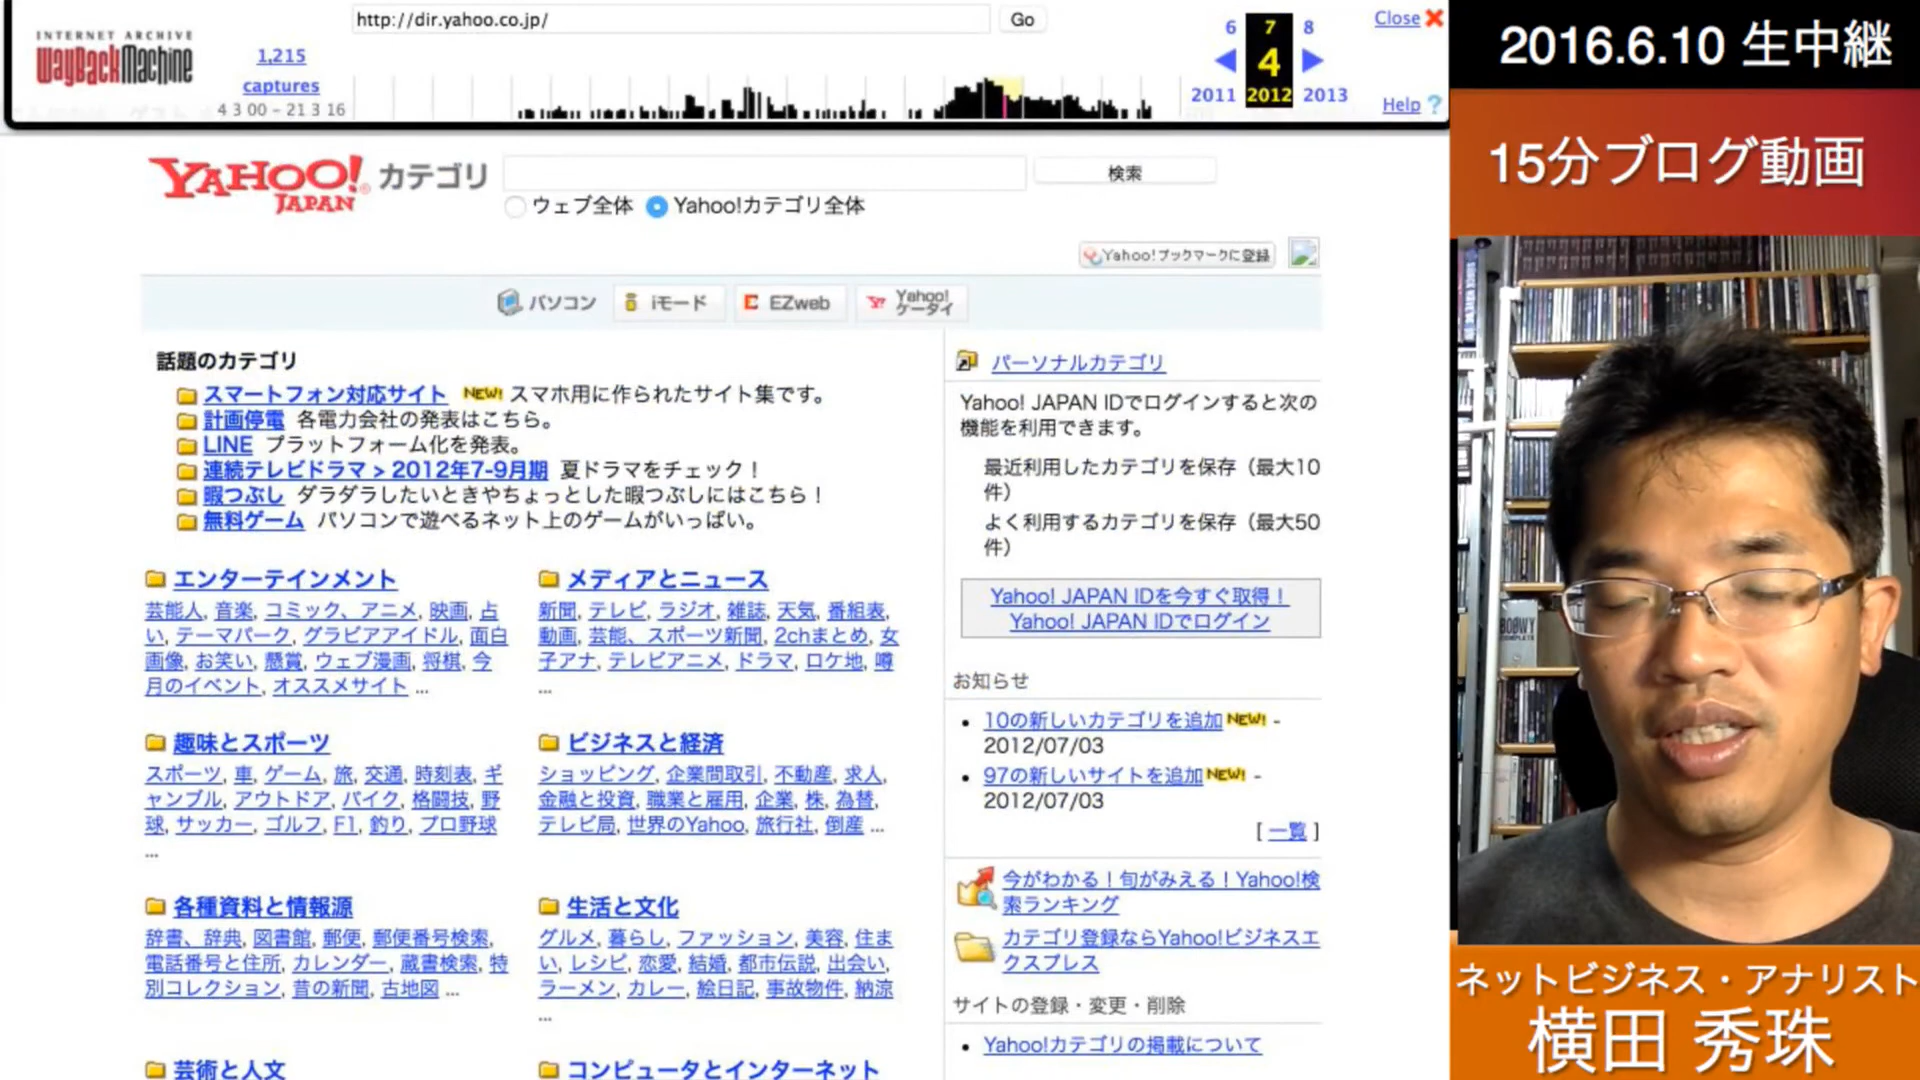 INTERNET ARCHIVE
WayBackMachine
http://dir.yahoo.co.jp/
Go
1,215
captures
4 3 00 - 21 3 16
6 7 8
4
2011 2012 2013
Close
Help ?
YAHOO! JAPAN カテゴリ
検索
ウェブ全体 Yahoo!カテゴリ全体
Yahoo!ブックマークに登録
パソコン iモード EZweb Yahoo!ケータイ
話題のカテゴリ
スマートフォン対応サイト NEW! スマホ用に作られたサイト集です。
計画停電 各電力会社の発表はこちら。
LINE プラットフォーム化を発表。
連続テレビドラマ > 2012年7-9月期 夏ドラマをチェック！
暇つぶし ダラダラしたいときやちょっとした暇つぶしにはこちら！
無料ゲーム パソコンで遊べるネット上のゲームがいっぱい。
エンターテインメント
芸能人, 音楽, コミック、アニメ, 映画, 占
い, テーマパーク, グラビアアイドル, 面白
画像, お笑い, 懸賞, ウェブ漫画, 将棋, 今
月のイベント, オススメサイト ...
メディアとニュース
新聞, テレビ, ラジオ, 雑誌, 天気, 番組表,
動画, 芸能、スポーツ新聞, 2chまとめ, 女
子アナ, テレビアニメ, ドラマ, ロケ地, 噂
...
趣味とスポーツ
スポーツ, 車, ゲーム, 旅, 交通, 時刻表, ギ
ャンブル, アウトドア, バイク, 格闘技, 野
球, サッカー, ゴルフ, F1, 釣り, プロ野球
...
ビジネスと経済
ショッピング, 企業間取引, 不動産, 求人,
金融と投資, 職業と雇用, 企業, 株, 為替,
テレビ局, 世界のYahoo, 旅行社, 倒産 ...
各種資料と情報源
辞書、辞典, 図書館, 郵便, 郵便番号検索,
電話番号と住所, カレンダー, 蔵書検索, 特
別コレクション, 昔の新聞, 古地図 ...
生活と文化
グルメ, 暮らし, ファッション, 美容, 住ま
い, レシピ, 恋愛, 結婚, 都市伝説, 出会い,
ラーメン, カレー, 絵日記, 事故物件, 納涼
...
芸術と人文
コンピュータとインターネット
パーソナルカテゴリ
Yahoo! JAPAN IDでログインすると次の
機能を利用できます。
最近利用したカテゴリを保存（最大10
件）
よく利用するカテゴリを保存（最大50
件）
Yahoo! JAPAN IDを今すぐ取得！
Yahoo! JAPAN IDでログイン
お知らせ
10の新しいカテゴリを追加 NEW! -
2012/07/03
97の新しいサイトを追加 NEW! -
2012/07/03
[ 一覧 ]
今がわかる！旬がみえる！Yahoo!検
索ランキング
カテゴリ登録ならYahoo!ビジネスエ
クスプレス
サイトの登録・変更・削除
Yahoo!カテゴリの掲載について
2016.6.10 生中継
15分ブログ動画
BOØWY
COMPLETE
ネットビジネス・アナリスト
横田 秀珠